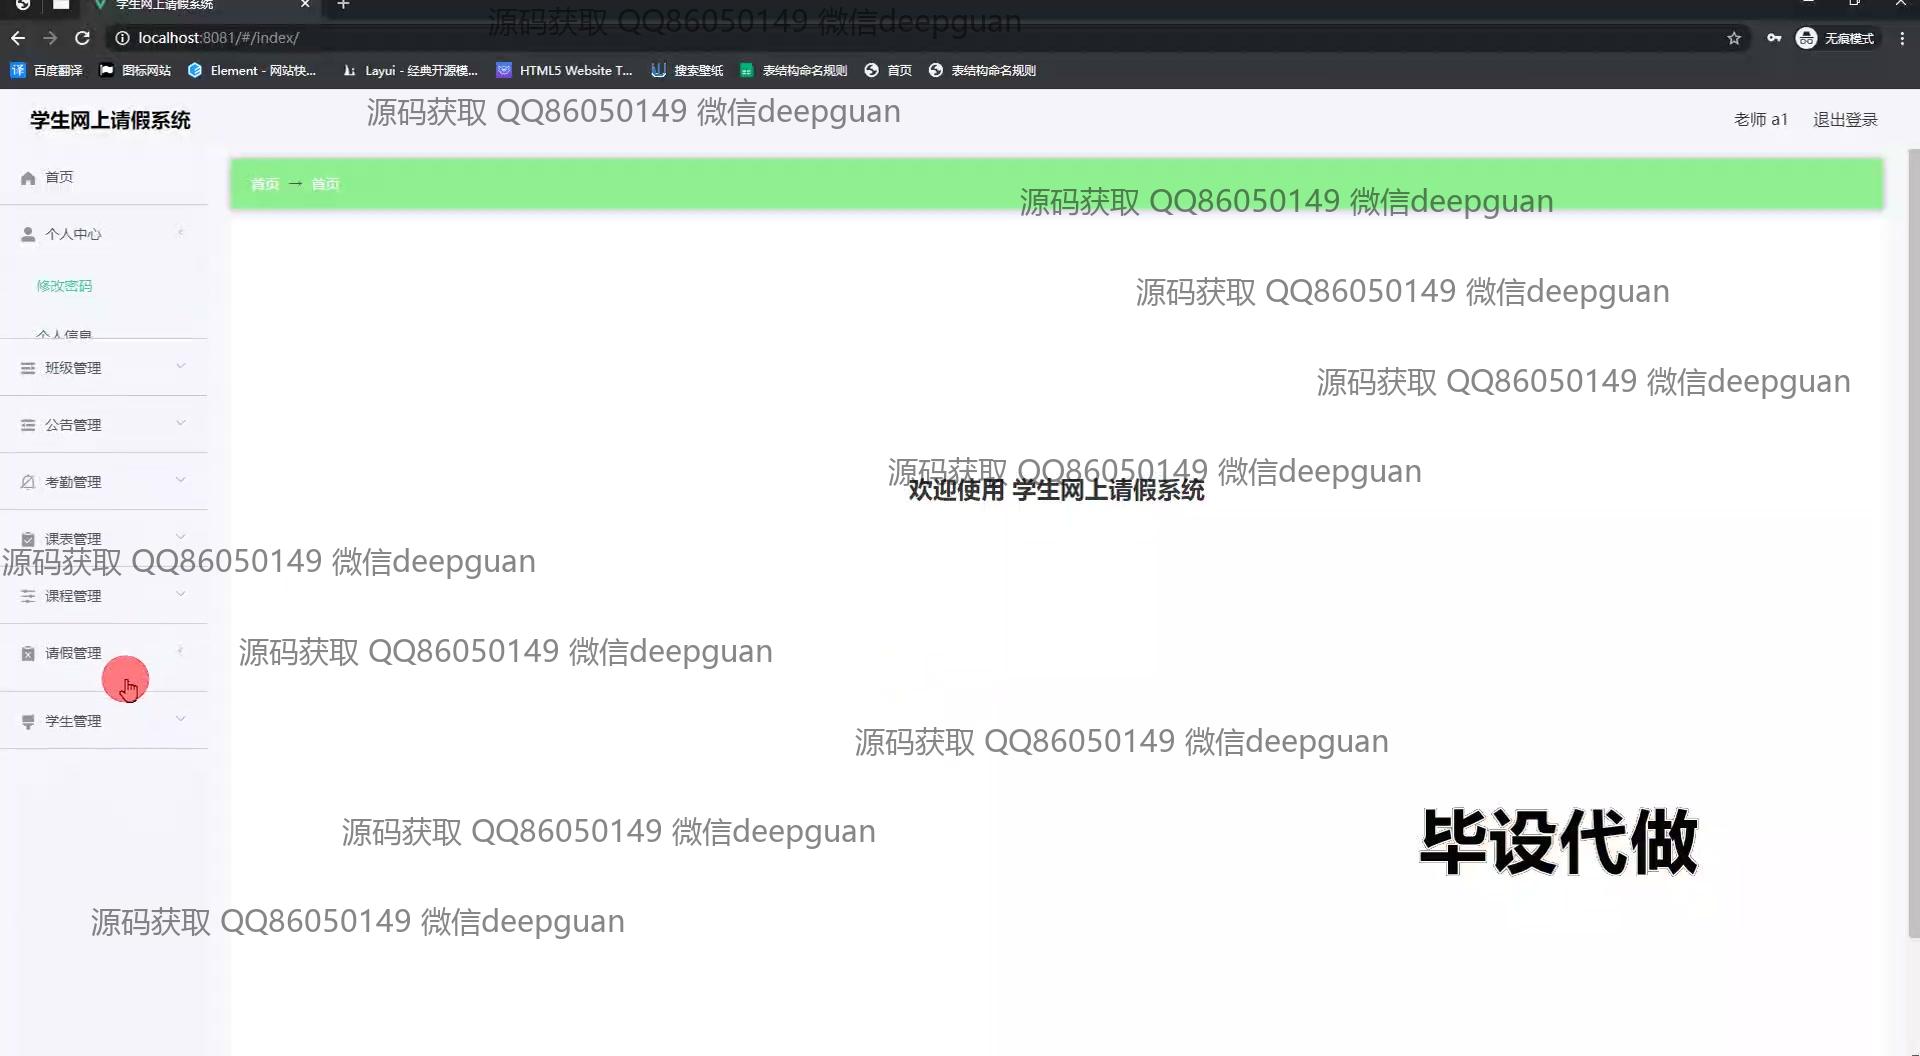 学生网上请假系统
源码获取 QQ86050149 微信deepguan
localhost:8081/#/index/
无痕模式
百度翻译
图标网站
Element - 网站快...
Layui - 经典开源模...
HTML5 Website T...
搜索壁纸
表结构命名规则
首页
表结构命名规则
学生网上请假系统
源码获取 QQ86050149 微信deepguan
老师 a1
退出登录
首页
首页 → 首页
源码获取 QQ86050149 微信deepguan
个人中心
修改密码
源码获取 QQ86050149 微信deepguan
个人信息
班级管理
源码获取 QQ86050149 微信deepguan
公告管理
考勤管理
源码获取 QQ86050149 微信deepguan
欢迎使用 学生网上请假系统
课表管理
源码获取 QQ86050149 微信deepguan
课程管理
请假管理
源码获取 QQ86050149 微信deepguan
学生管理
源码获取 QQ86050149 微信deepguan
源码获取 QQ86050149 微信deepguan
毕设代做
源码获取 QQ86050149 微信deepguan